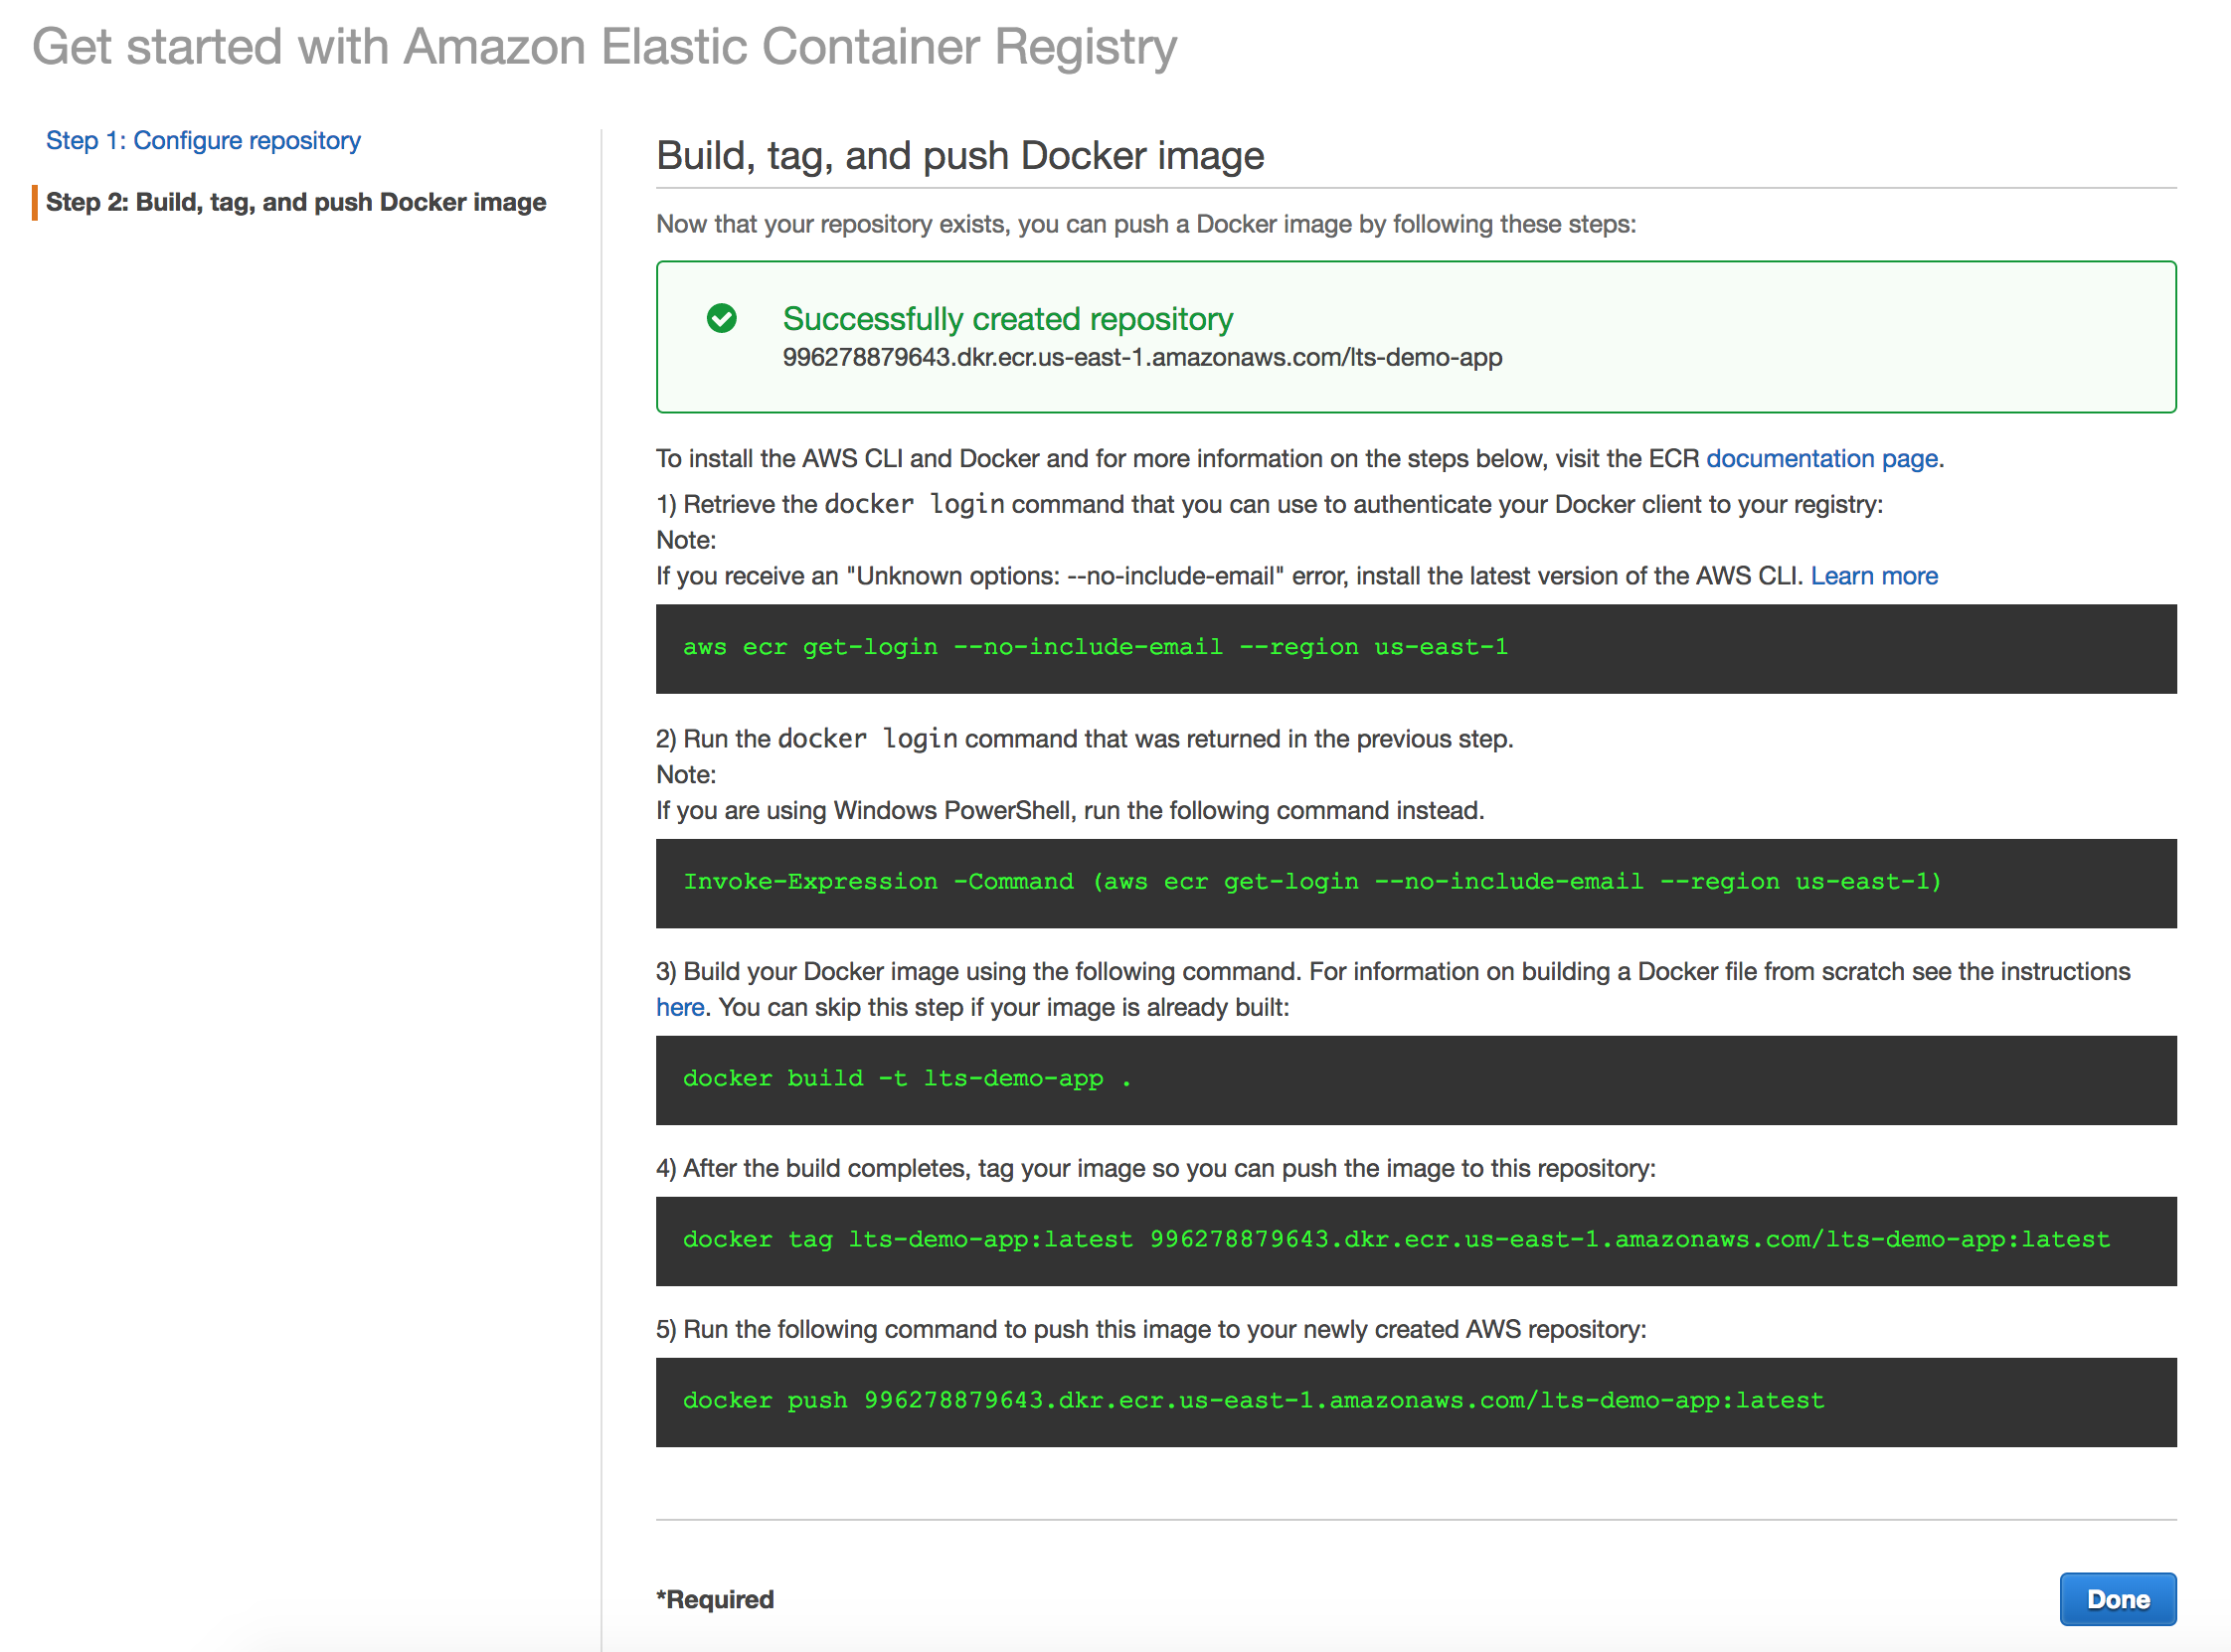 Get started with Amazon Elastic Container Registry
Step 1: Configure repository
Step 2: Build, tag, and push Docker image
Build, tag, and push Docker image
Now that your repository exists, you can push a Docker image by following these steps:
Successfully created repository
996278879643.dkr.ecr.us-east-1.amazonaws.com/lts-demo-app
To install the AWS CLI and Docker and for more information on the steps below, visit the ECR documentation page.
1) Retrieve the docker login command that you can use to authenticate your Docker client to your registry:
Note:
If you receive an "Unknown options: --no-include-email" error, install the latest version of the AWS CLI. Learn more
aws ecr get-login --no-include-email --region us-east-1
2) Run the docker login command that was returned in the previous step.
Note:
If you are using Windows PowerShell, run the following command instead.
Invoke-Expression -Command (aws ecr get-login --no-include-email --region us-east-1)
3) Build your Docker image using the following command. For information on building a Docker file from scratch see the instructions
here. You can skip this step if your image is already built:
docker build -t lts-demo-app .
4) After the build completes, tag your image so you can push the image to this repository:
docker tag lts-demo-app:latest 996278879643.dkr.ecr.us-east-1.amazonaws.com/lts-demo-app:latest
5) Run the following command to push this image to your newly created AWS repository:
docker push 996278879643.dkr.ecr.us-east-1.amazonaws.com/lts-demo-app:latest
*Required
Done